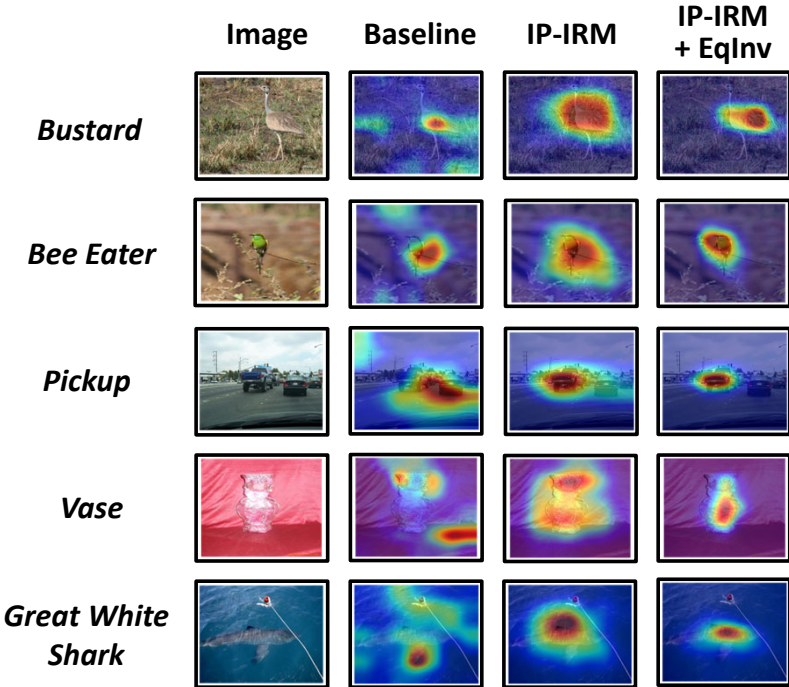 Image
Baseline
IP-IRM
IP-IRM
+ EqInv
Bustard
Bee Eater
Pickup
Vase
Great White
Shark